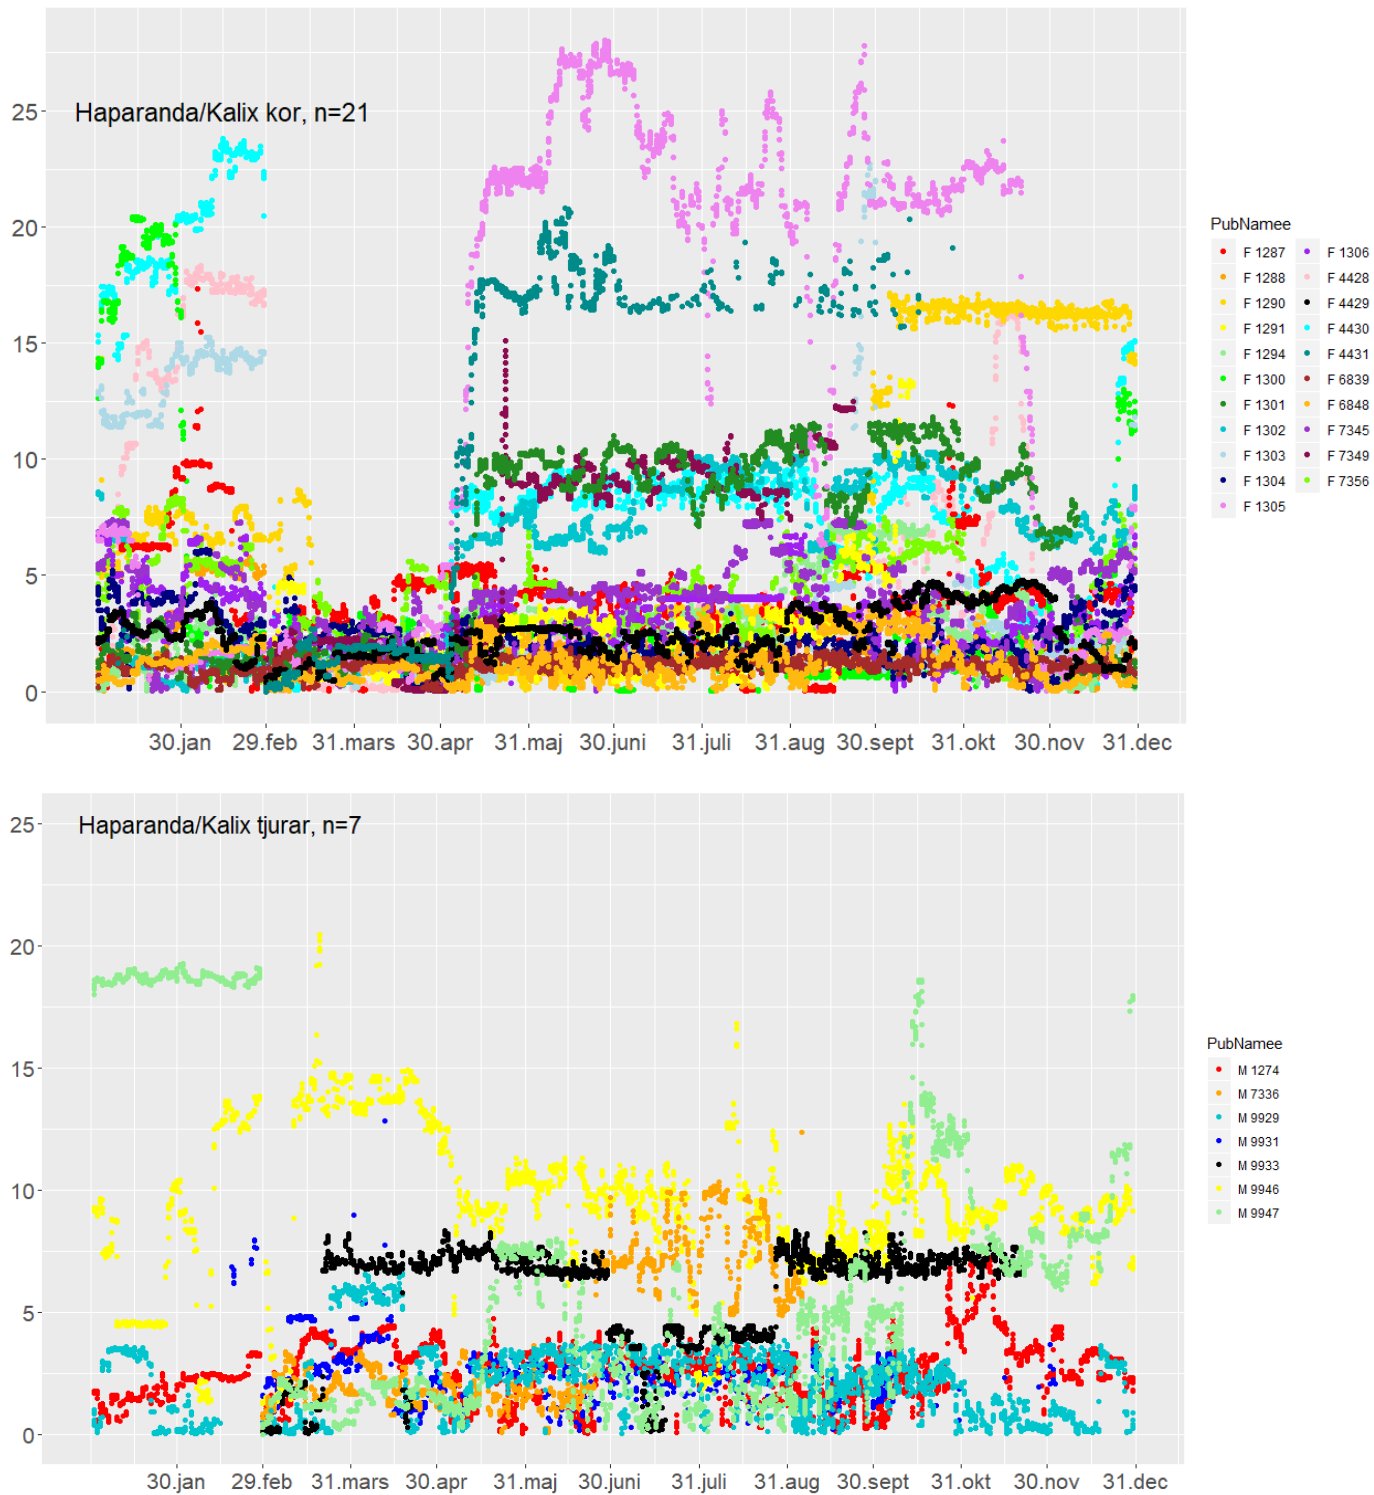 Haparanda/Kalix kor, n=21
25
20
15
10
5
0
30.jan 29.feb 31.mars 30.apr 31.maj 30.juni 31.juli 31.aug 30.sept 31.okt 30.nov 31.dec
PubNamee
F 1287 F 1306
F 1288 F 4428
F 1290 F 4429
F 1291 F 4430
F 1294 F 4431
F 1300 F 6839
F 1301 F 6848
F 1302 F 7345
F 1303 F 7349
F 1304 F 7356
F 1305
Haparanda/Kalix tjurar, n=7
25
20
15
10
5
0
30.jan 29.feb 31.mars 30.apr 31.maj 30.juni 31.juli 31.aug 30.sept 31.okt 30.nov 31.dec
PubNamee
M 1274
M 7336
M 9929
M 9931
M 9933
M 9946
M 9947